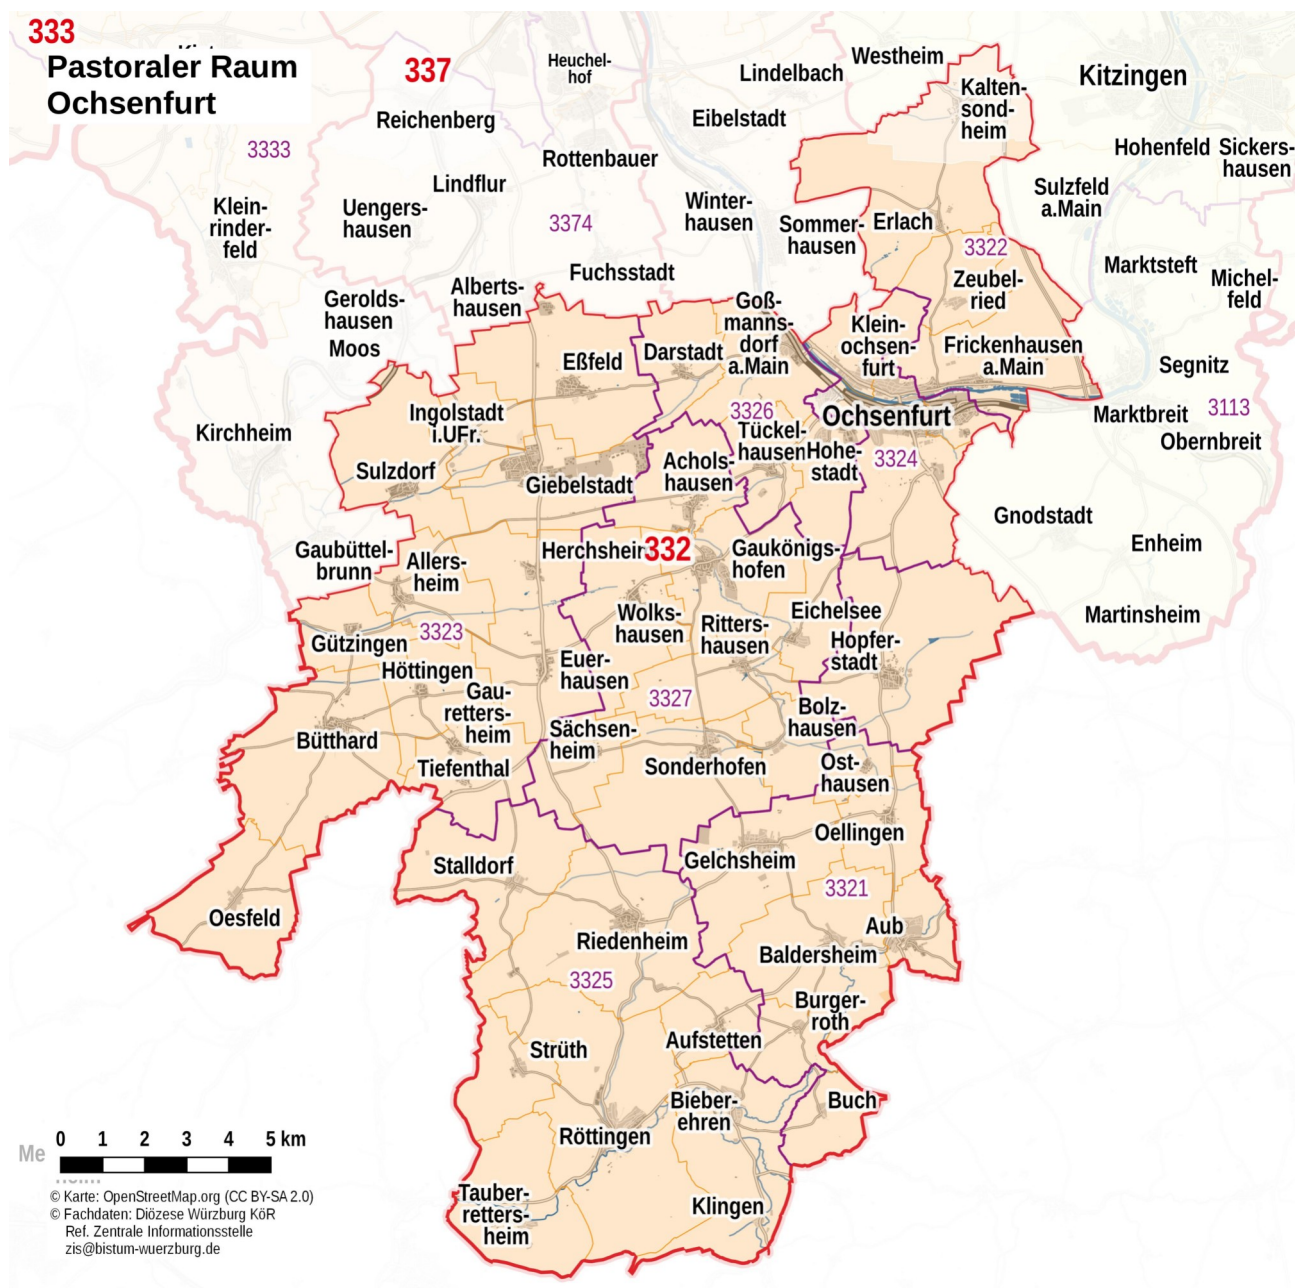 333
Pastoraler Raum
Ochsenfurt
337
Heuchel-
hof
Lindelbach
Westheim
Kitzingen
Kalten-
sond-
heim
Reichenberg
Eibelstadt
3333
Rottenbauer
Hohenfeld
Sickers-
hausen
Lindflur
Sulzfeld
a.Main
Klein-
rinder-
feld
Uengers-
hausen
3374
Winter-
hausen
Sommer-
hausen
Erlach
3322
Fuchsstadt
Marktsteft
Michel-
feld
Zeubel-
ried
Alberts-
hausen
Gerolds-
hausen
Moos
Goß-
manns-
dorf
a.Main
Klein-
ochsen-
furt
Frickenhausen
a.Main
Eßfeld
Darstadt
Segnitz
Ingolstadt
i.UFr.
3326
Ochsenfurt
Marktbreit
3113
Obernbreit
Kirchheim
Tückel-
hausen
Hohe-
stadt
3324
Sulzdorf
Giebelstadt
Achols-
hausen
Gnodstadt
Enheim
Gaubüttel-
brunn
Allers-
heim
Herchsheim
332
Gaukönigs-
hofen
Martinsheim
Wolks-
hausen
Ritters-
hausen
Eichelsee
Hopfer-
stadt
Gützingen
3323
Höttingen
Euer-
hausen
3327
Gau-
retters-
heim
Bolz-
hausen
Bütthard
Sächsen-
heim
Tiefenthal
Sonderhofen
Ost-
hausen
Oellingen
Stalldorf
Gelchsheim
3321
Oesfeld
Aub
Riedenheim
Baldersheim
3325
Burger-
roth
Strüth
Aufstetten
Bieber-
ehren
Buch
Röttingen
Tauber-
retters-
heim
Klingen
Me
0 1 2 3 4 5 km
© Karte: OpenStreetMap.org (CC BY-SA 2.0)
© Fachdaten: Diözese Würzburg KöR
Ref. Zentrale Informationsstelle
zis@bistum-wuerzburg.de